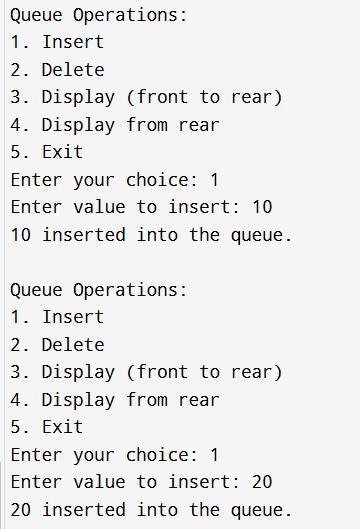 Queue Operations:
1. Insert
2. Delete
3. Display (front to rear)
4. Display from rear
5. Exit
Enter your choice: 1
Enter value to insert: 10
10 inserted into the queue.

Queue Operations:
1. Insert
2. Delete
3. Display (front to rear)
4. Display from rear
5. Exit
Enter your choice: 1
Enter value to insert: 20
20 inserted into the queue.